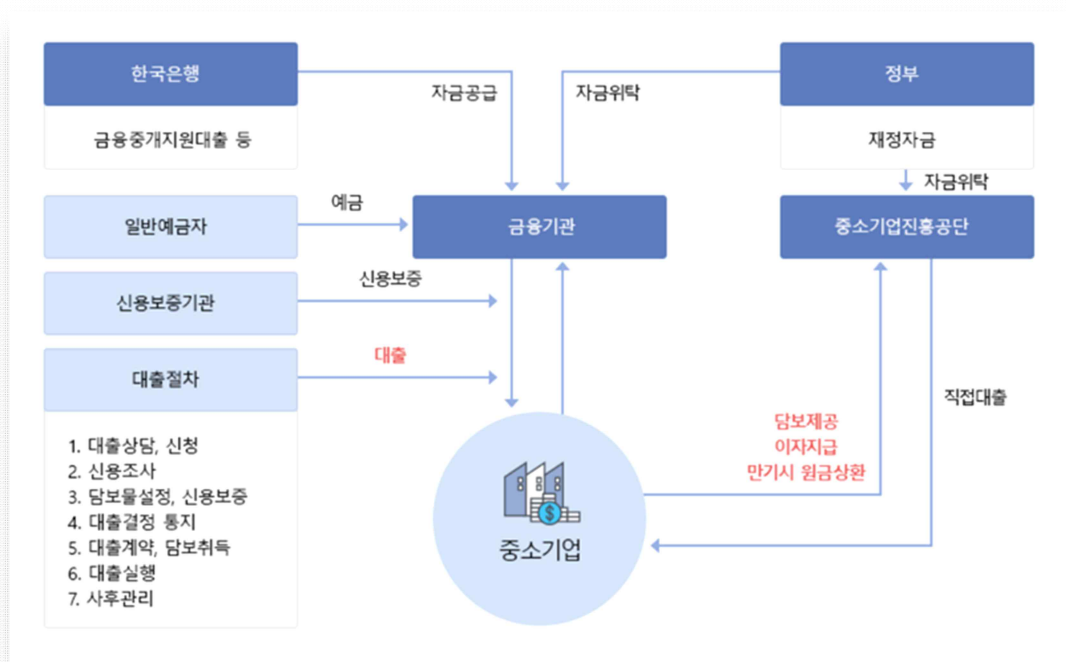 한국은행
정부
자금공급
자금위탁
금융중개지원대출 등
재정자금
자금위탁
예금
일반예금자
금융기관
중소기업진흥공단
신용보증
신용보증기관
대출
대출절차
직접대출
담보제공
이자지급
만기시 원금상환
1. 대출상담, 신청
2. 신용조사
3. 담보물설정, 신용보증
4. 대출결정 통지
5. 대출계약, 담보취득
6. 대출실행
7. 사후관리
$
중소기업